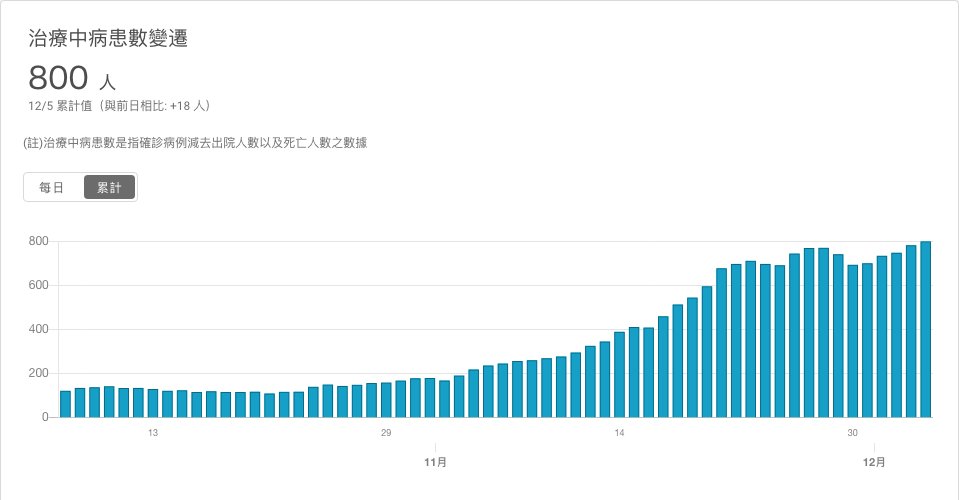 治療中病患數變遷
800 人
12/5 累計值（與前日相比: +18 人）
(註)治療中病患數是指確診病例減去出院人數以及死亡人數之數據
每日 累計
800
600
400
200
0
13 29 14 30
11月 12月